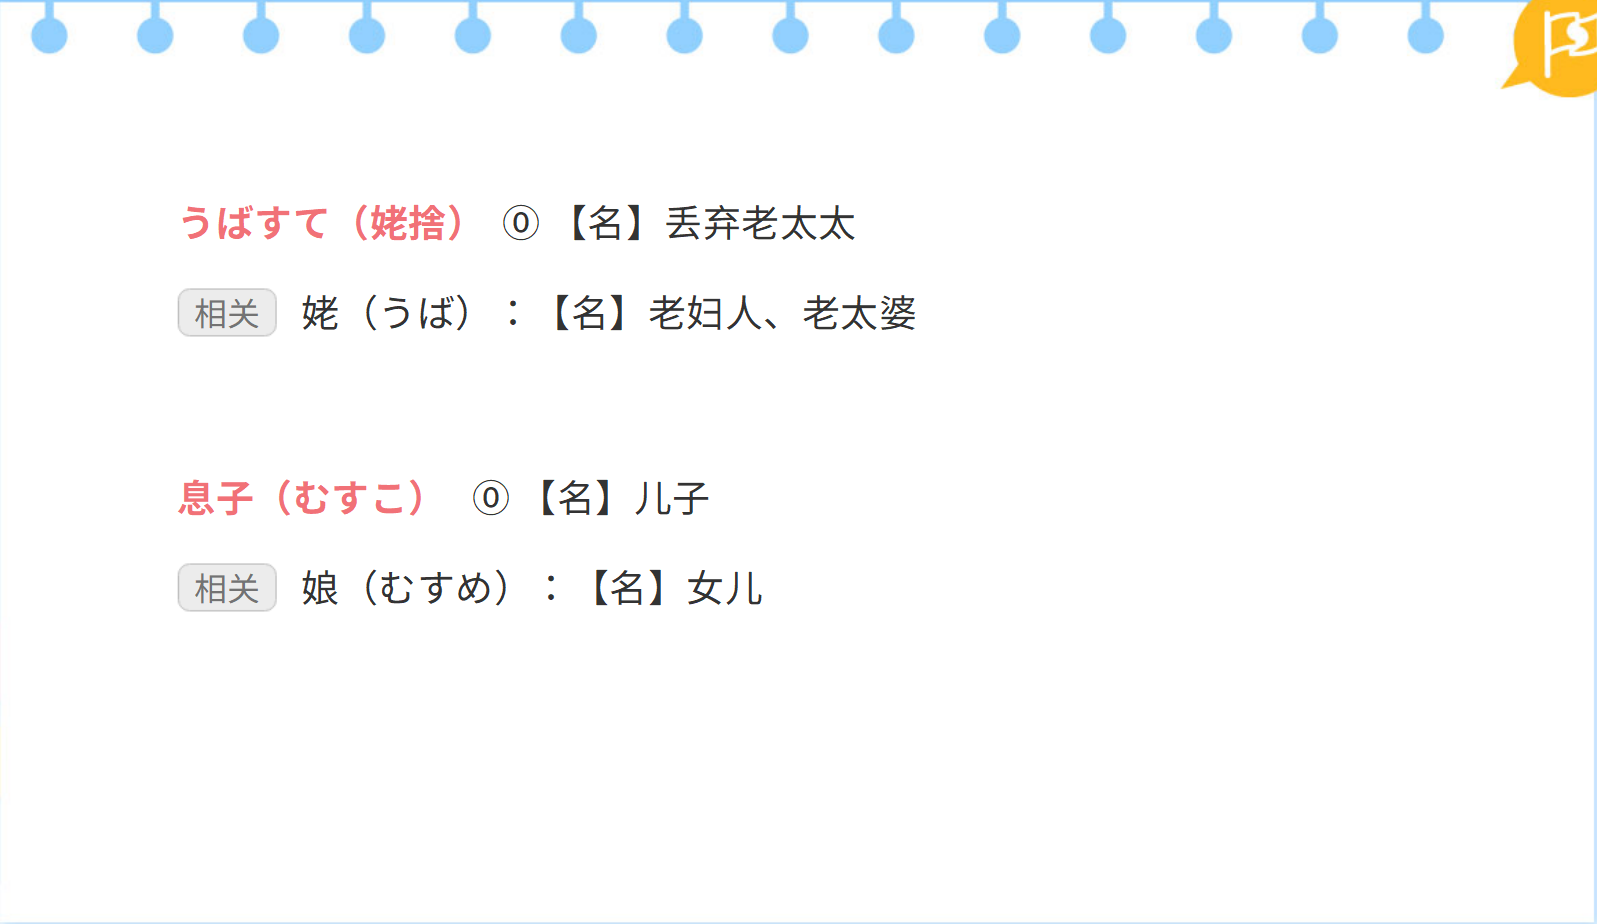 うばすて（姥捨） ⓪ 【名】丢弃老太太
相关 姥（うば）：【名】老妇人、老太婆
息子（むすこ） ⓪ 【名】儿子
相关 娘（むすめ）：【名】女儿